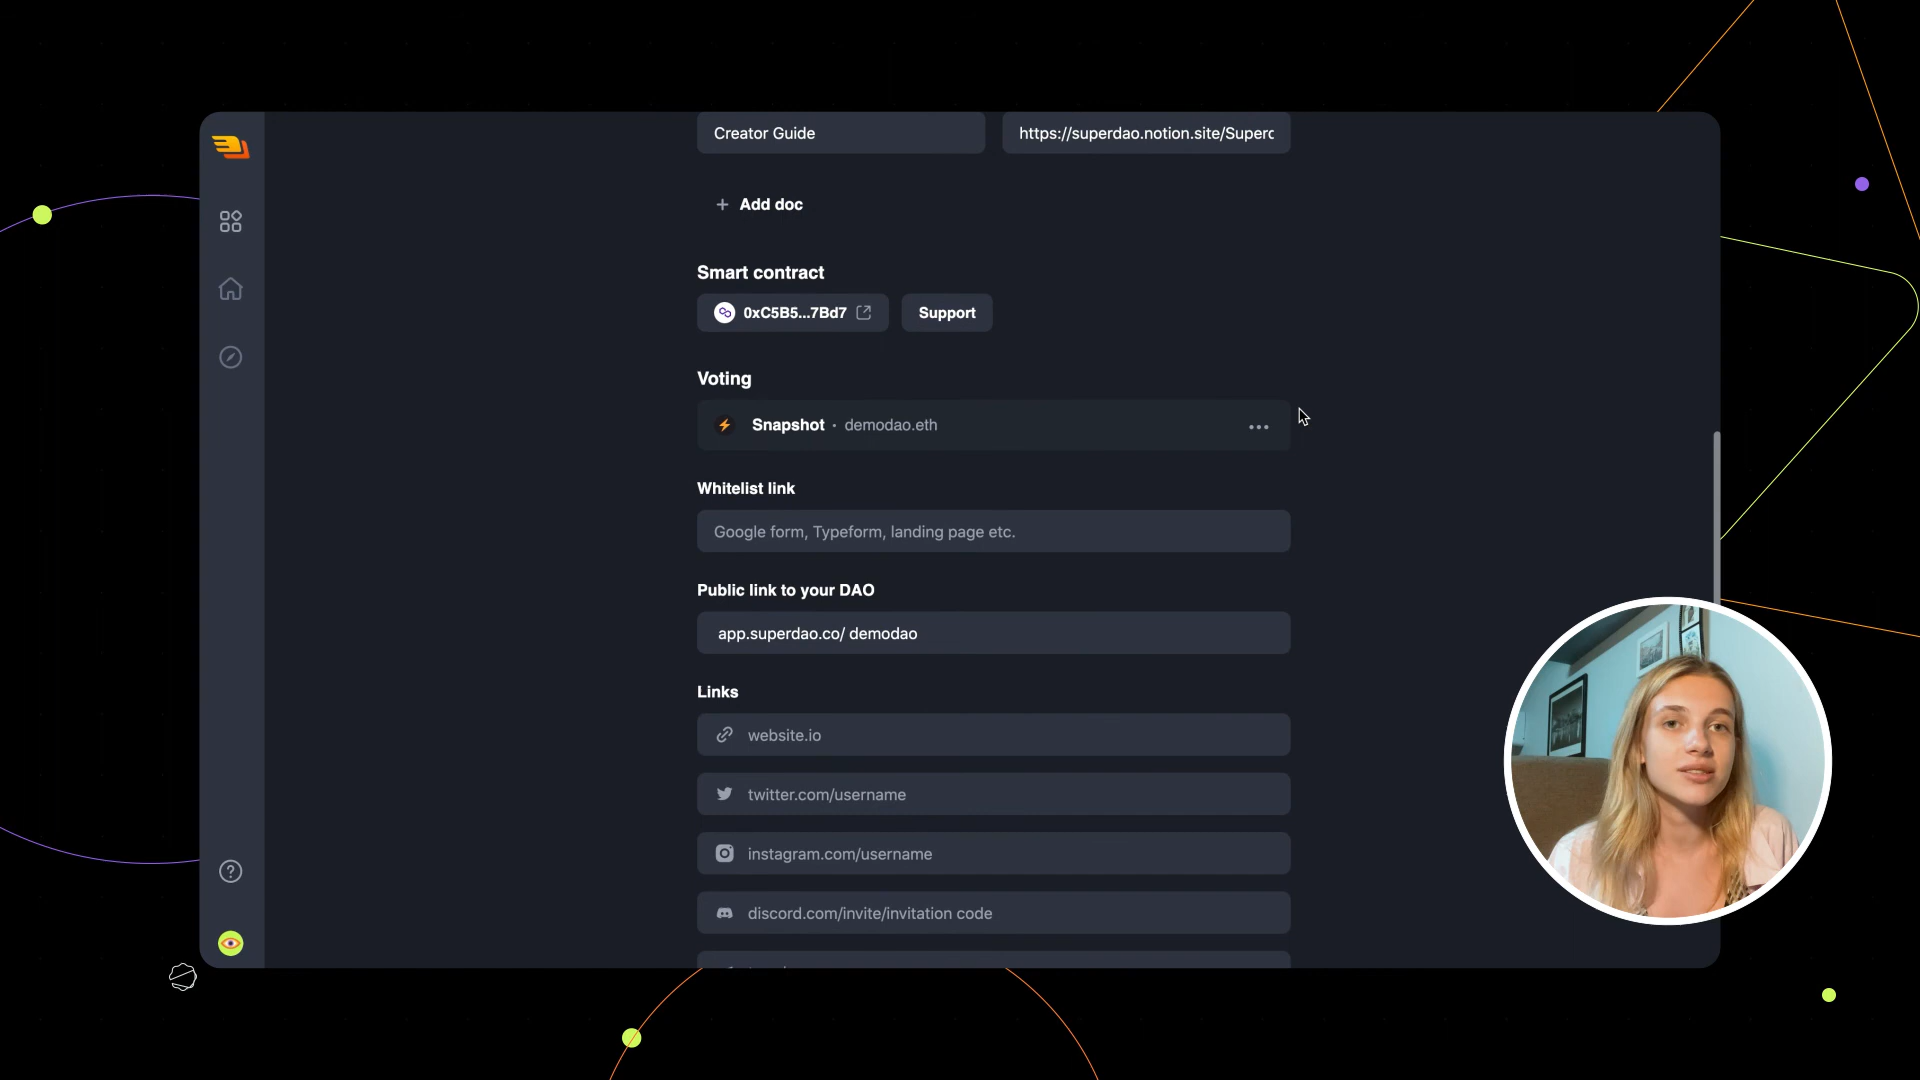 Creator Guide
https://superdao.notion.site/Superc
+ Add doc
Smart contract
0xC5B5...7Bd7
Support
Voting
Snapshot · demodao.eth
Whitelist link
Google form, Typeform, landing page etc.
Public link to your DAO
app.superdao.co/ demodao
Links
website.io
twitter.com/username
instagram.com/username
discord.com/invite/invitation code